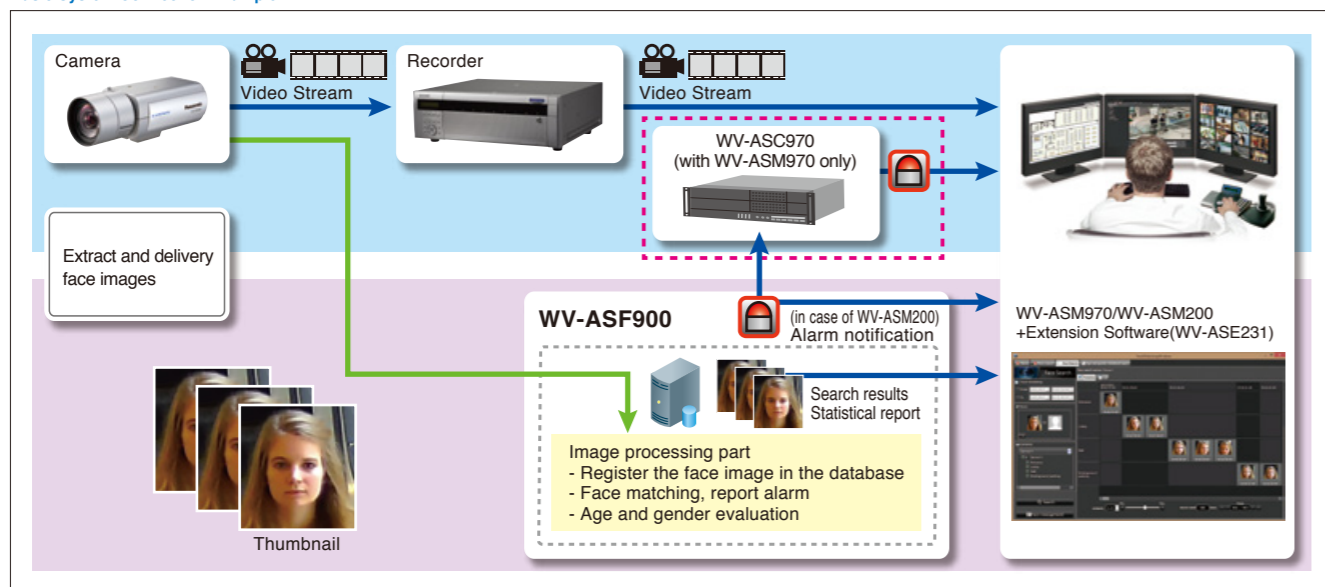 Camera
Video Stream
Recorder
Video Stream
WV-ASC970
(with WV-ASM970 only)
Extract and delivery
face images
WV-ASF900
(in case of WV-ASM200)
Alarm notification
WV-ASM970/WV-ASM200
+Extension Software(WV-ASE231)
Search results
Statistical report
Image processing part
- Register the face image in the database
- Face matching, report alarm
- Age and gender evaluation
Thumbnail
Panasonic
Face Search